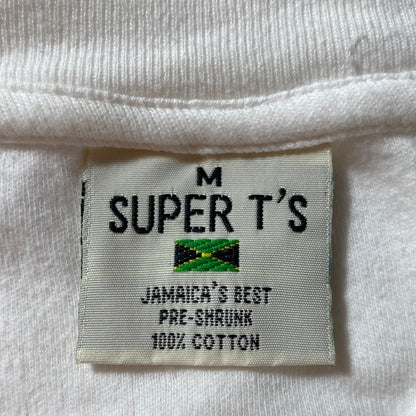 M
SUPER T'S
JAMAICA'S BEST
PRE-SHRUNK
100% COTTON